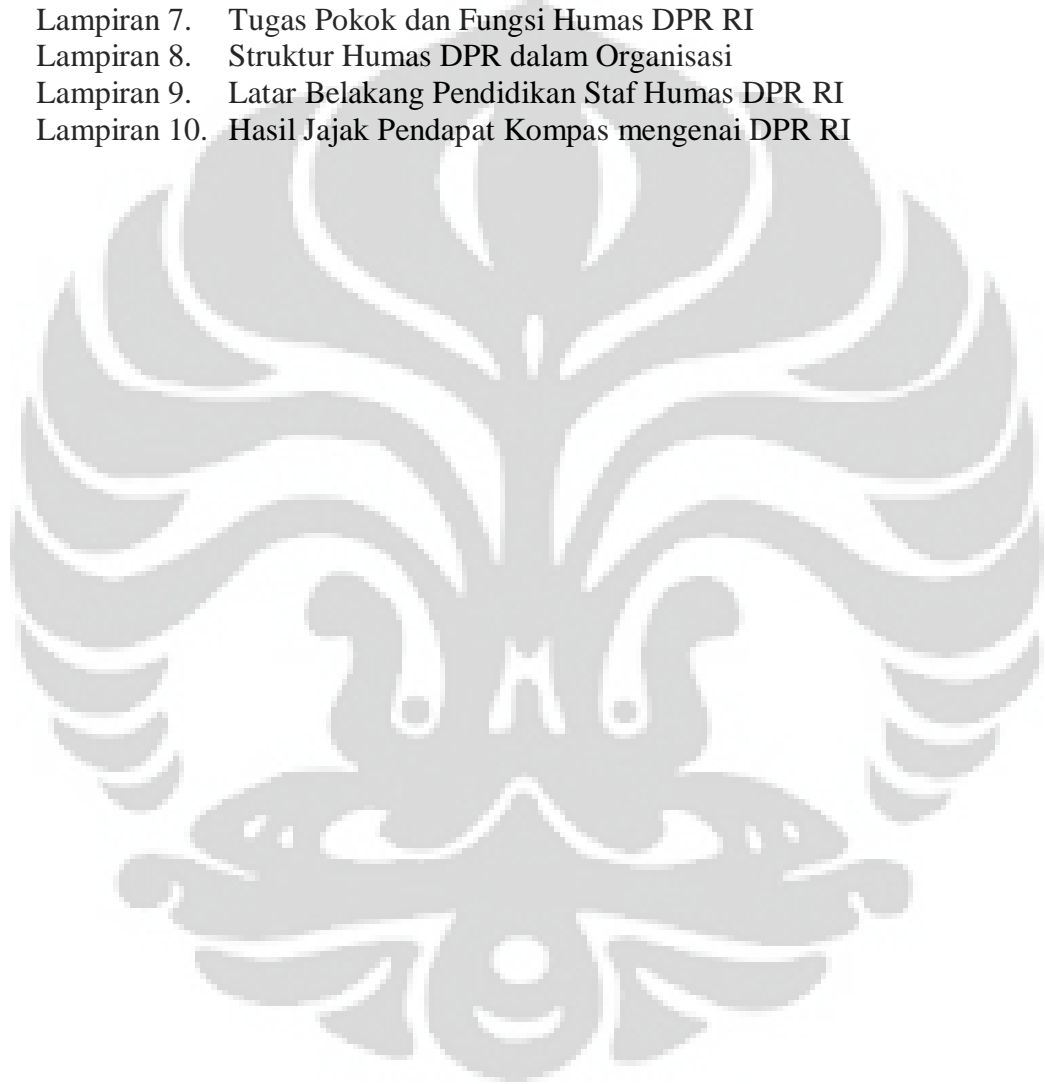 Lampiran 7. Tugas Pokok dan Fungsi Humas DPR RI
Lampiran 8. Struktur Humas DPR dalam Organisasi
Lampiran 9. Latar Belakang Pendidikan Staf Humas DPR RI
Lampiran 10. Hasil Jajak Pendapat Kompas mengenai DPR RI